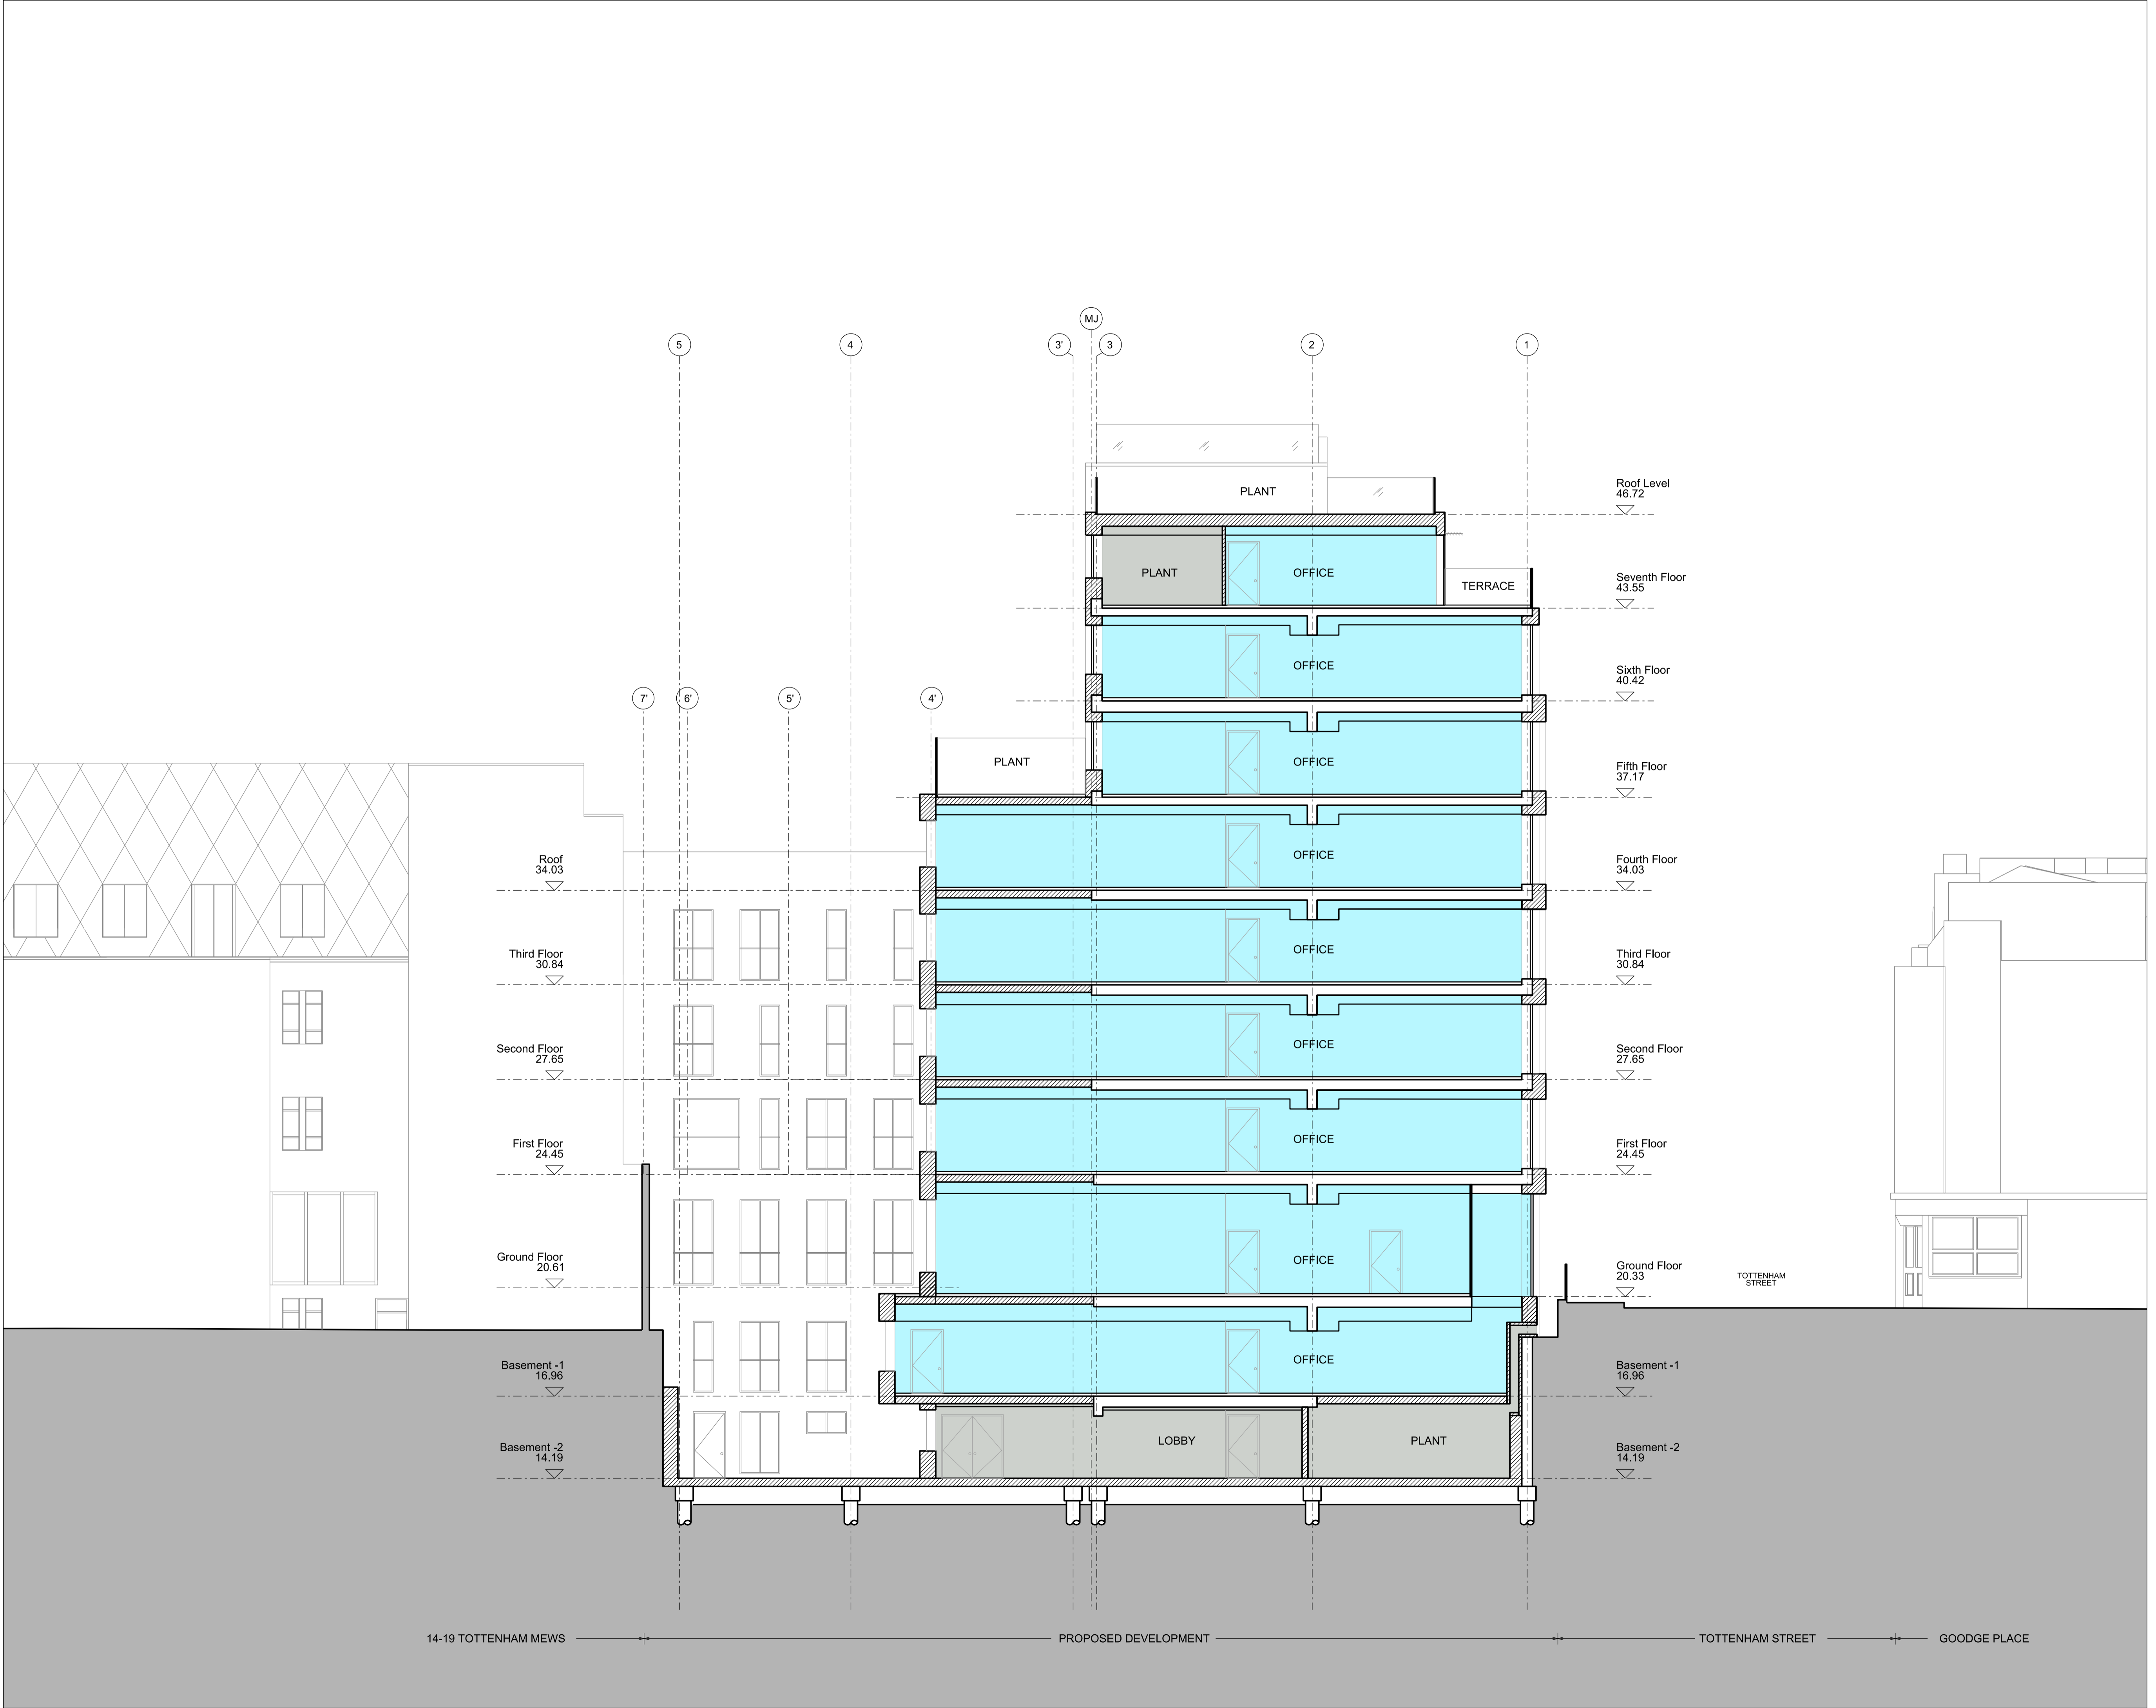 MJ
5
4
3'
3
2
1
PLANT
Roof Level
46.72
PLANT
OFFICE
TERRACE
Seventh Floor
43.55
OFFICE
Sixth Floor
40.42
7'
6'
5'
4'
PLANT
OFFICE
Fifth Floor
37.17
Roof
34.03
OFFICE
Fourth Floor
34.03
Third Floor
30.84
OFFICE
Third Floor
30.84
Second Floor
27.65
OFFICE
Second Floor
27.65
First Floor
24.45
OFFICE
First Floor
24.45
Ground Floor
20.61
OFFICE
Ground Floor
20.33
TOTTENHAM
STREET
Basement -1
16.96
OFFICE
Basement -1
16.96
Basement -2
14.19
LOBBY
PLANT
Basement -2
14.19
14-19 TOTTENHAM MEWS
PROPOSED DEVELOPMENT
TOTTENHAM STREET
GOODGE PLACE